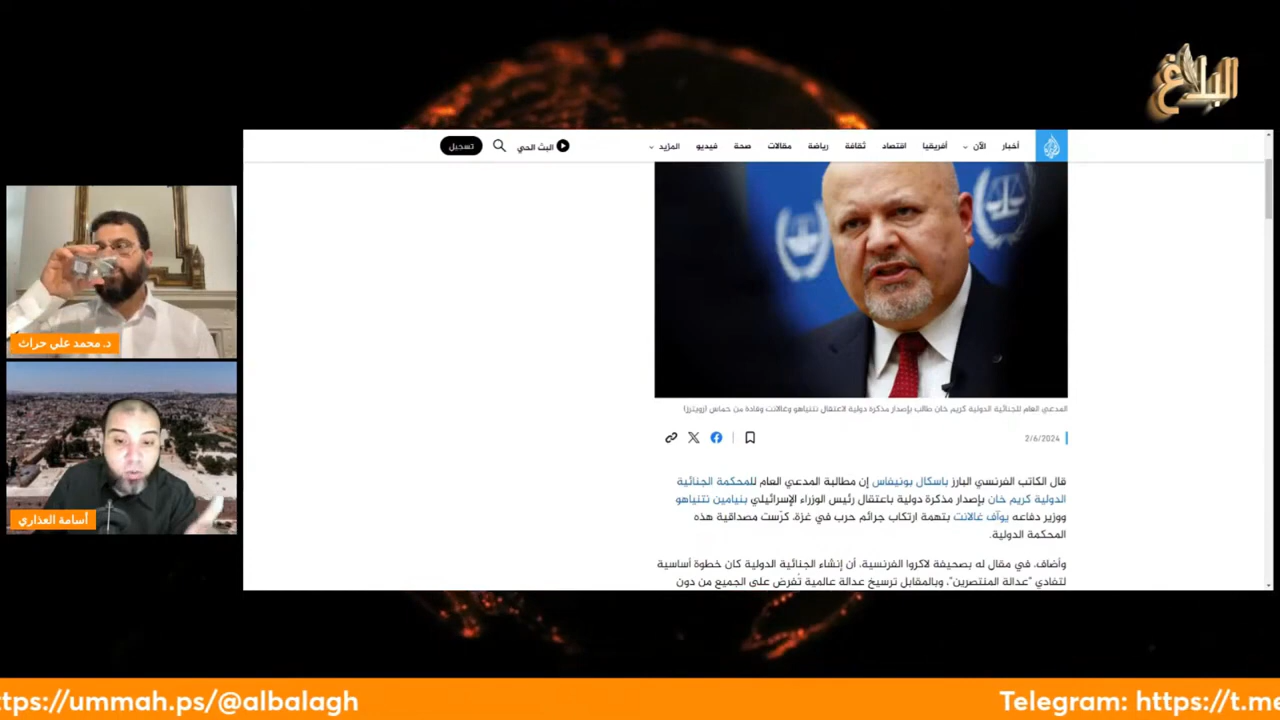 البلاغ
أخبار
الآن
أفريقيا
اقتصاد
ثقافة
رياضة
مقالات
صحة
فيديو
المزيد
البث الحي
تسجيل
المدعي العام للجنائية الدولية كريم خان طالب بإصدار مذكرة دولية لاعتقال نتنياهو وغالانت وقادة من حماس (رويترز)
2/6/2024
قال الكاتب الفرنسي البارز باسكال بونيفاس إن مطالبة المدعي العام للمحكمة الجنائية
الدولية كريم خان بإصدار مذكرة دولية باعتقال رئيس الوزراء الإسرائيلي بنيامين نتنياهو
ووزير دفاعه يوآف غالانت بتهمة ارتكاب جرائم حرب في غزة، كرّست مصداقية هذه
المحكمة الدولية.
وأضاف، في مقال له بصحيفة لاكروا الفرنسية، أن إنشاء الجنائية الدولية كان خطوة أساسية
لتفادي "عدالة المنتصرين"، وبالمقابل ترسيخ عدالة عالمية تُفرض على الجميع من دون
د. محمد علي حراث
أسامة العذاري
ttps://ummah.ps/@albalagh
Telegram: https://t.me